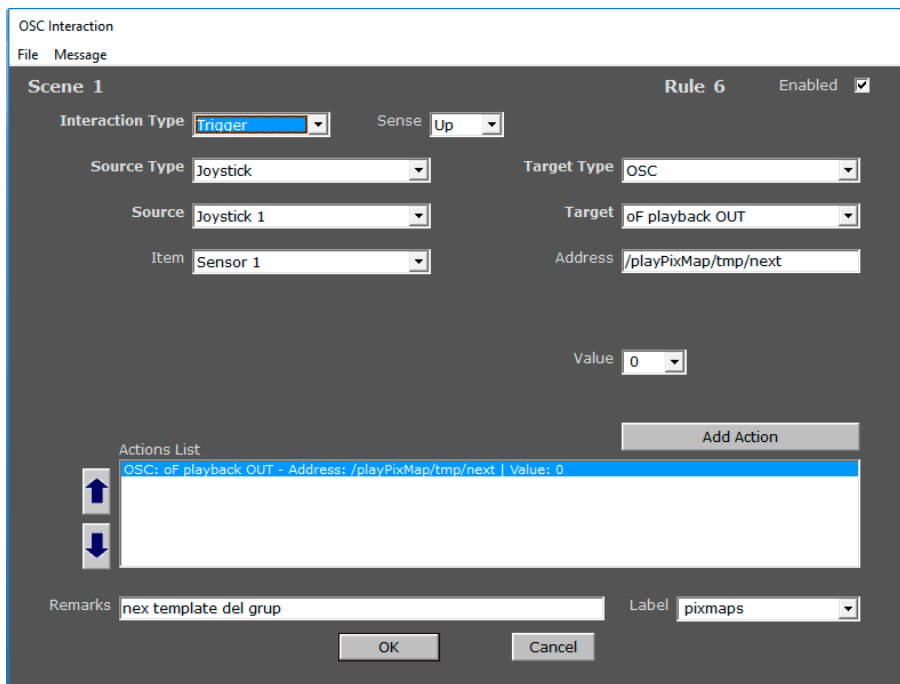 OSC Interaction
File Message
Scene 1 Rule 6 Enabled
Interaction Type Trigger Sense Up
Source Type Joystick Target Type OSC
Source Joystick 1 Target oF playback OUT
Item Sensor 1 Address /playPixMap/tmp/next
Value 0
Add Action
Actions List
OSC: oF playback OUT - Address: /playPixMap/tmp/next | Value: 0
Remarks nex template del grup Label pixmaps
OK Cancel